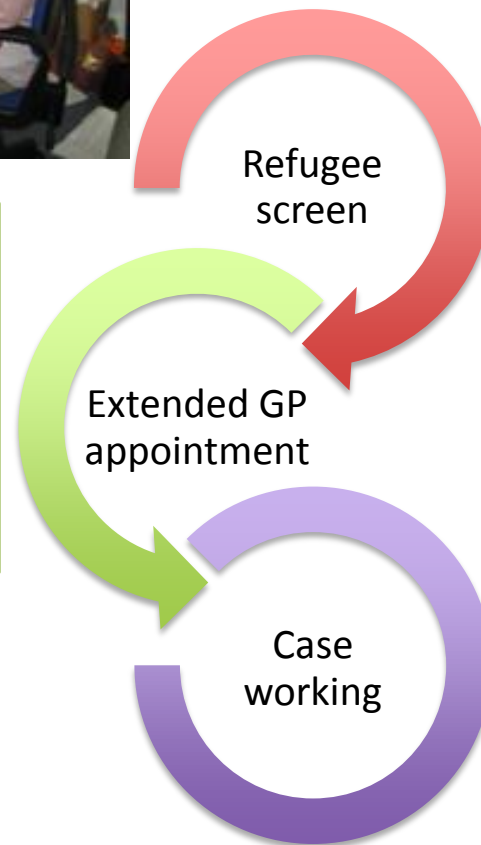 Refugee
screen
Extended GP
appointment
Case
working